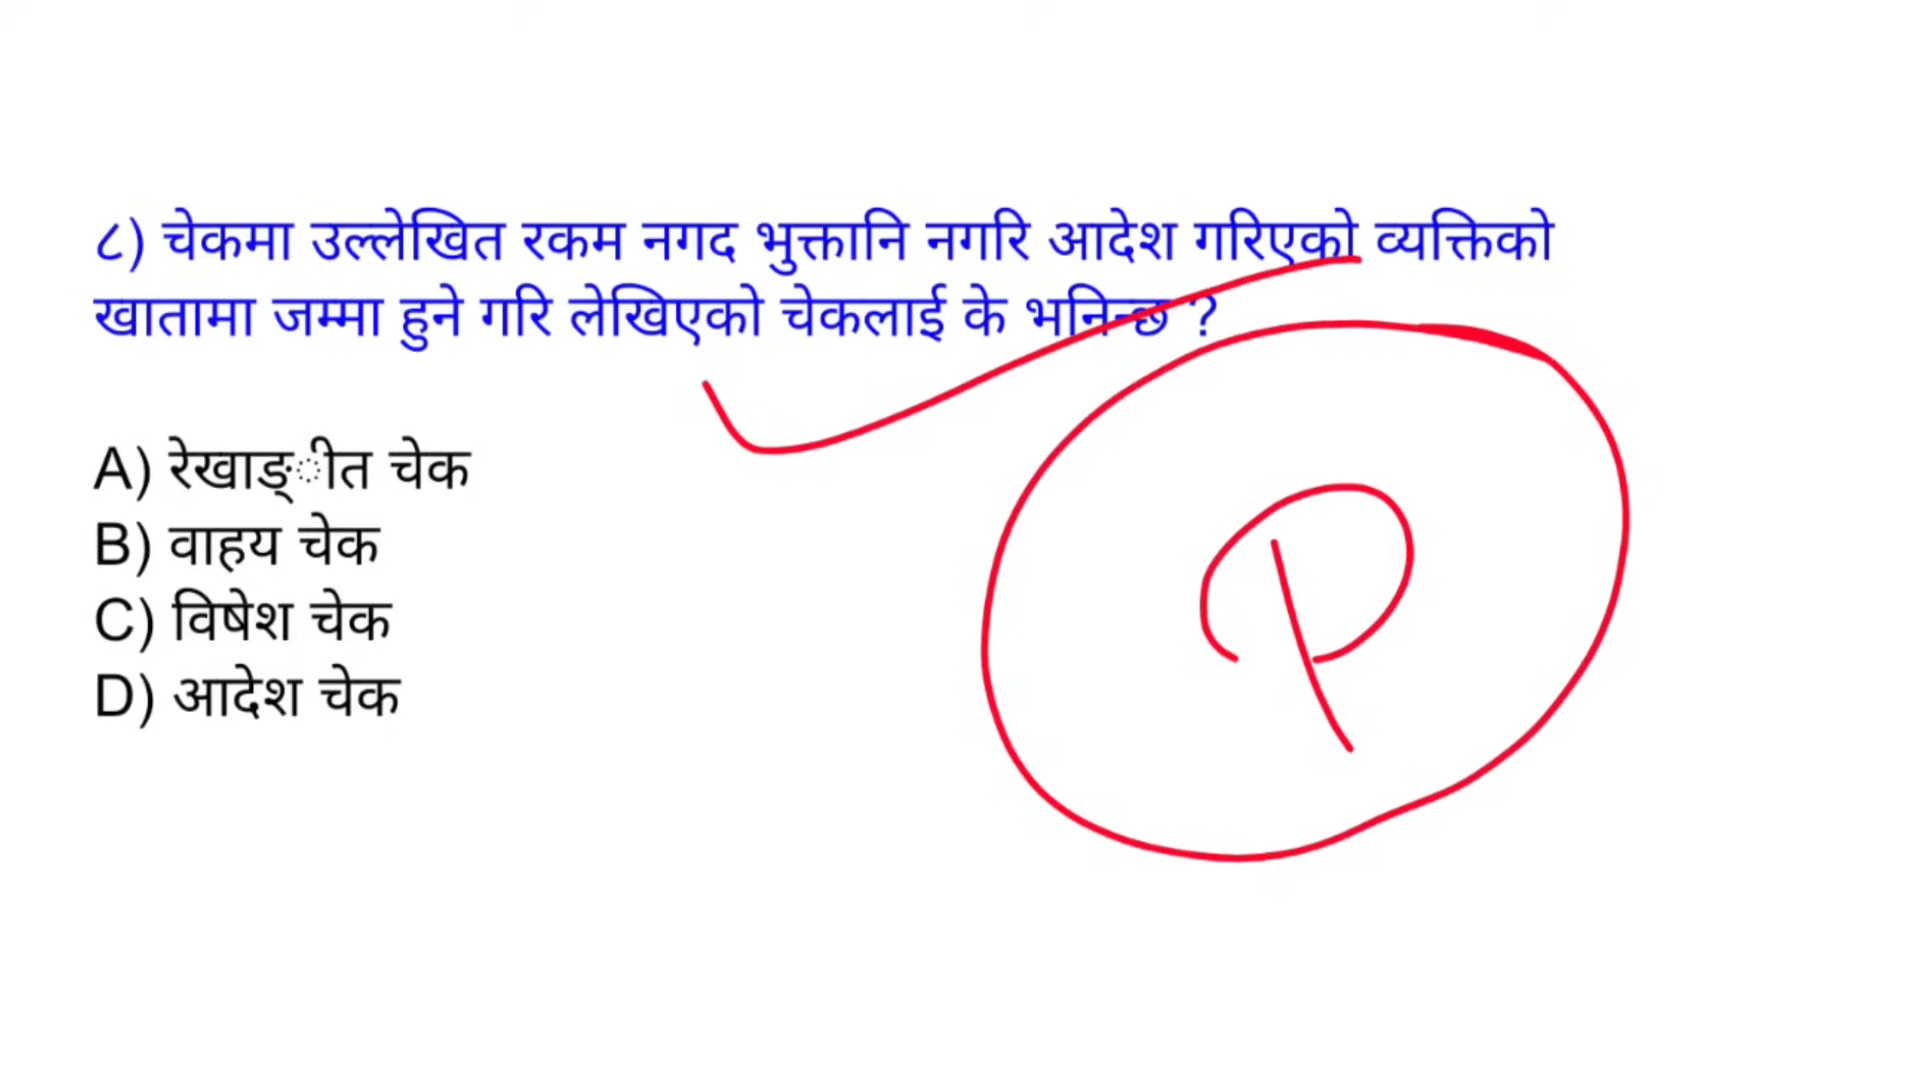 ८) चेकमा उल्लेखित रकम नगद भुक्तानि नगरि आदेश गरिएको व्यक्तिको
खातामा जम्मा हुने गरि लेखिएको चेकलाई के भनिन्छ ?
A) रेखाङ्ीत चेक
B) वाहय चेक
C) विषेश चेक
D) आदेश चेक
P